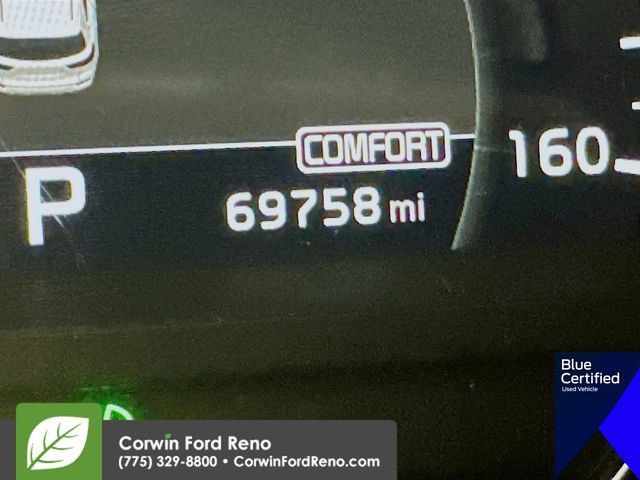 COMFORT
160
P
69758 mi
Blue
Certified
Used Vehicle
Corwin Ford Reno
(775) 329-8800 • CorwinFordReno.com